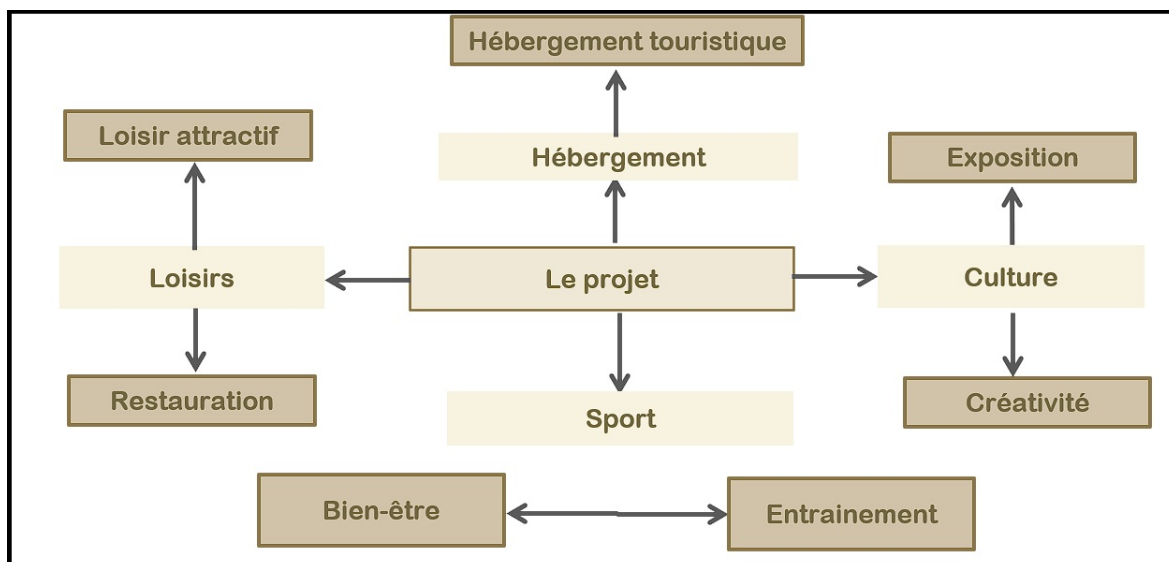 Hébergement touristique
Loisir attractif
Hébergement
Exposition
Loisirs
Le projet
Culture
Restauration
Sport
Créativité
Bien-être
Entrainement